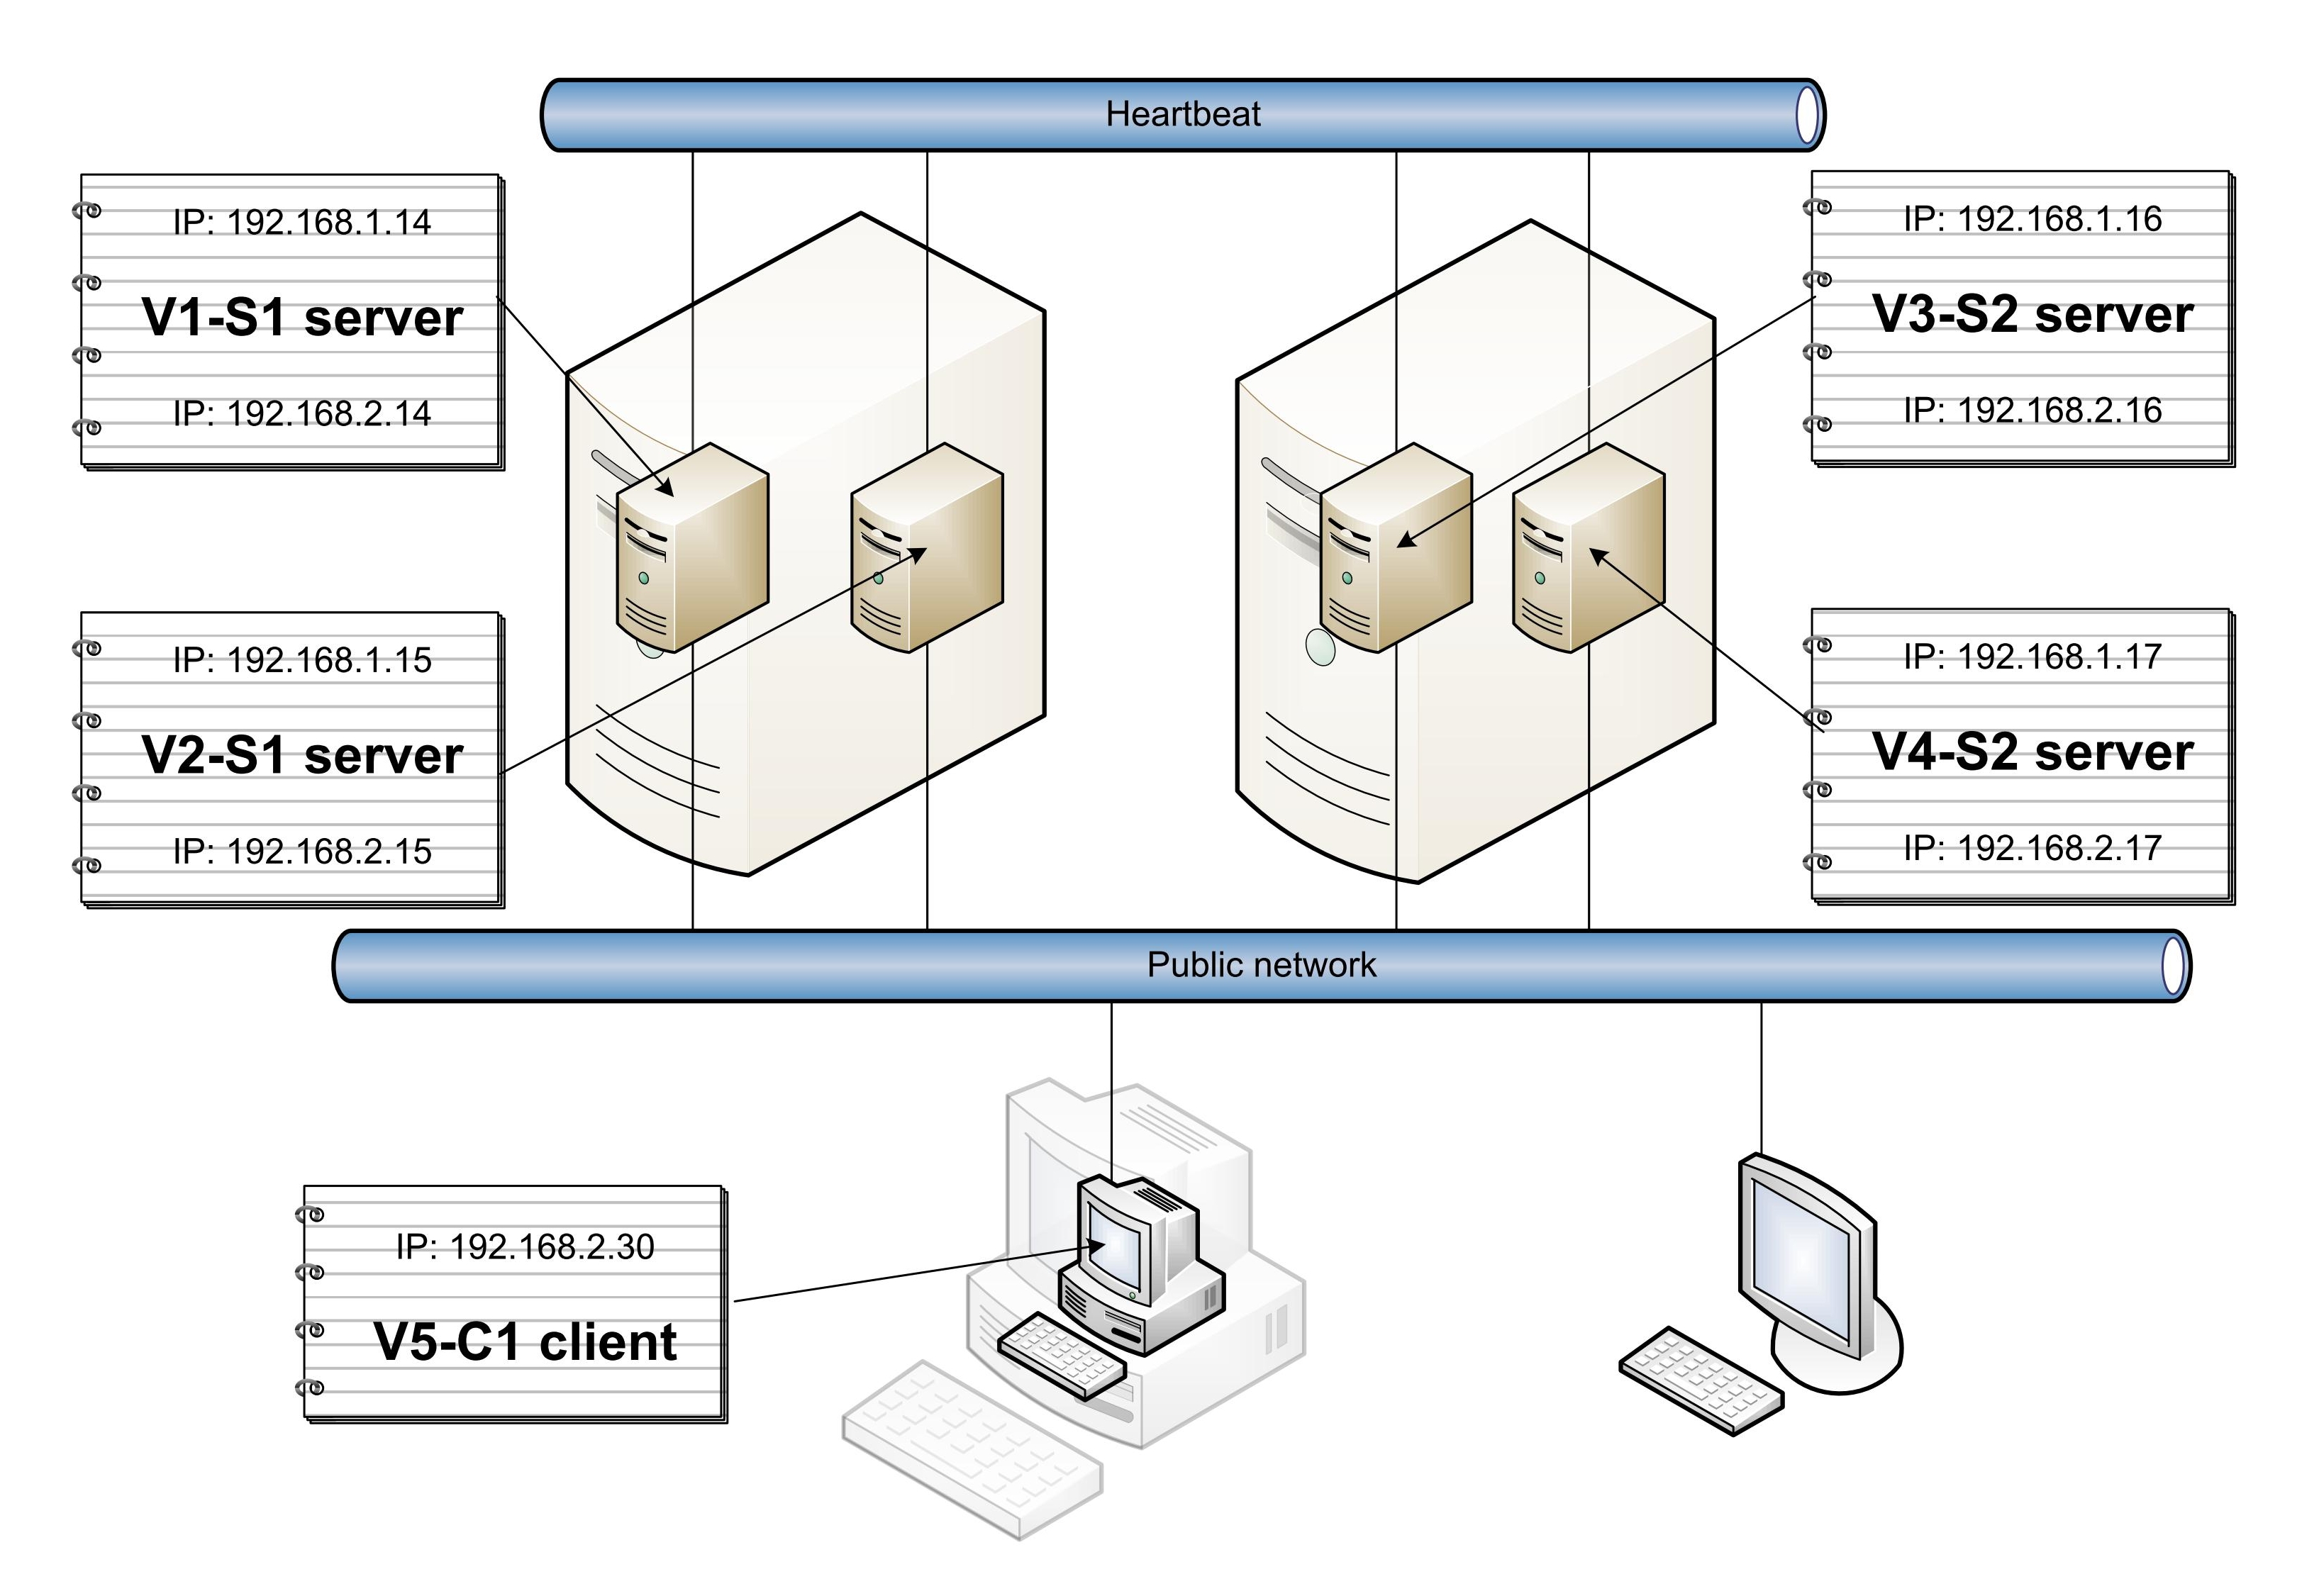 Heartbeat
IP: 192.168.1.14
V1-S1 server
IP: 192.168.2.14
IP: 192.168.1.16
V3-S2 server
IP: 192.168.2.16
IP: 192.168.1.15
V2-S1 server
IP: 192.168.2.15
IP: 192.168.1.17
V4-S2 server
IP: 192.168.2.17
Public network
IP: 192.168.2.30
V5-C1 client